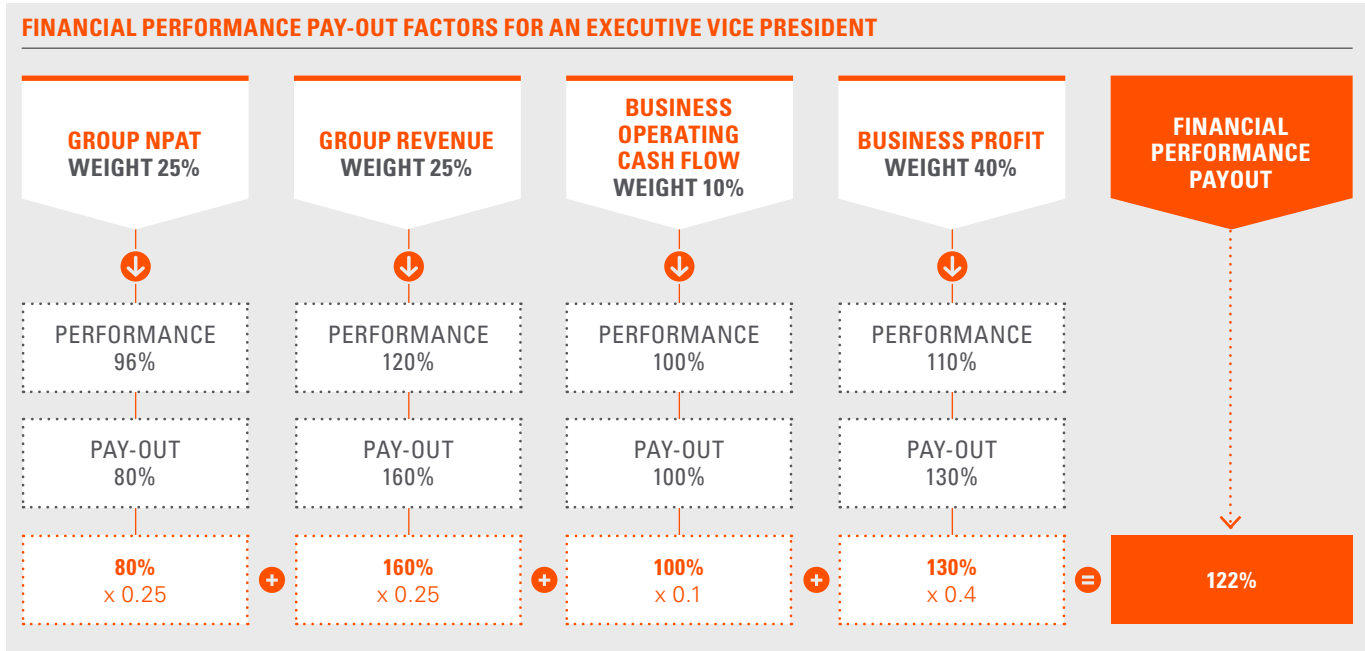 FINANCIAL PERFORMANCE PAY-OUT FACTORS FOR AN EXECUTIVE VICE PRESIDENT
GROUP NPAT
WEIGHT 25%
GROUP REVENUE
WEIGHT 25%
BUSINESS
OPERATING
CASH FLOW
WEIGHT 10%
BUSINESS PROFIT
WEIGHT 40%
FINANCIAL
PERFORMANCE
PAYOUT
PERFORMANCE
96%
PERFORMANCE
120%
PERFORMANCE
100%
PERFORMANCE
110%
PAY-OUT
80%
PAY-OUT
160%
PAY-OUT
100%
PAY-OUT
130%
80%
x 0.25
+
160%
x 0.25
+
100%
x 0.1
+
130%
x 0.4
=
122%